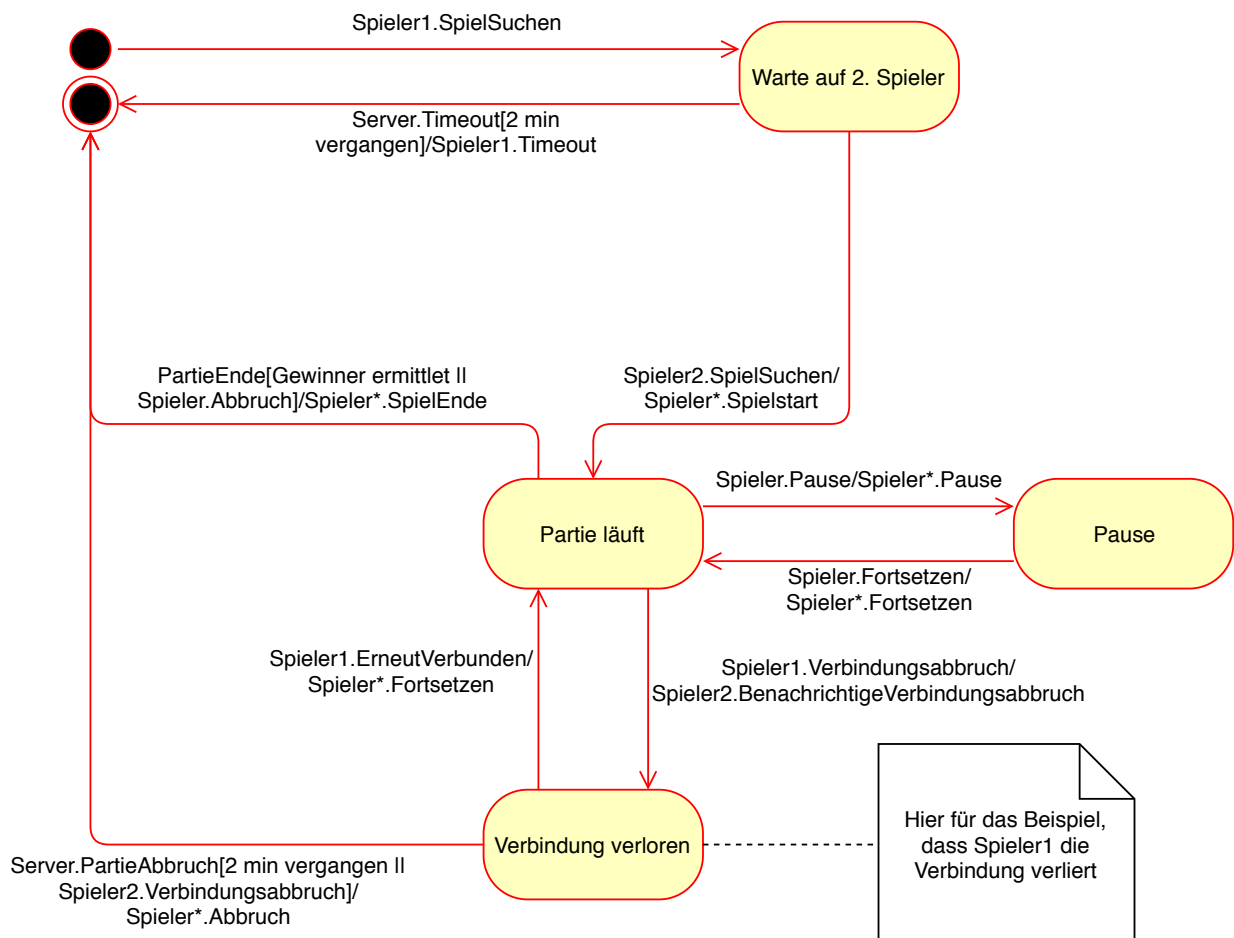 Spieler1.SpielSuchen
Warte auf 2. Spieler
Server.Timeout[2 min
vergangen]/Spieler1.Timeout
PartieEnde[Gewinner ermittlet ||
Spieler.Abbruch]/Spieler*.SpielEnde
Spieler2.SpielSuchen/
Spieler*.Spielstart
Spieler.Pause/Spieler*.Pause
Partie läuft
Pause
Spieler.Fortsetzen/
Spieler*.Fortsetzen
Spieler1.ErneutVerbunden/
Spieler*.Fortsetzen
Spieler1.Verbindungsabbruch/
Spieler2.BenachrichtigeVerbindungsabbruch
Verbindung verloren
Hier für das Beispiel,
dass Spieler1 die
Verbindung verliert
Server.PartieAbbruch[2 min vergangen ||
Spieler2.Verbindungsabbruch]/
Spieler*.Abbruch